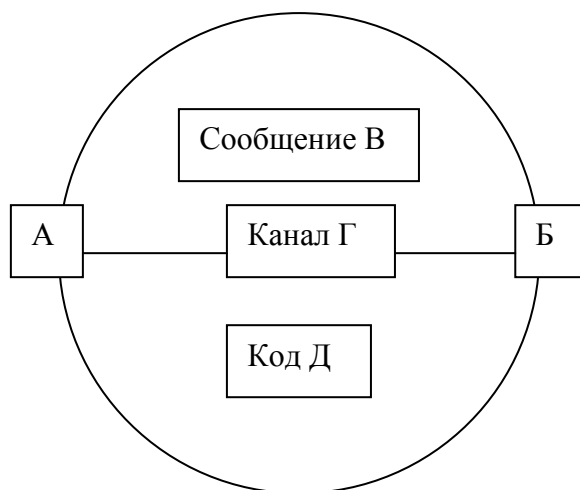 Сообщение В
А
Канал Г
Б
Код Д